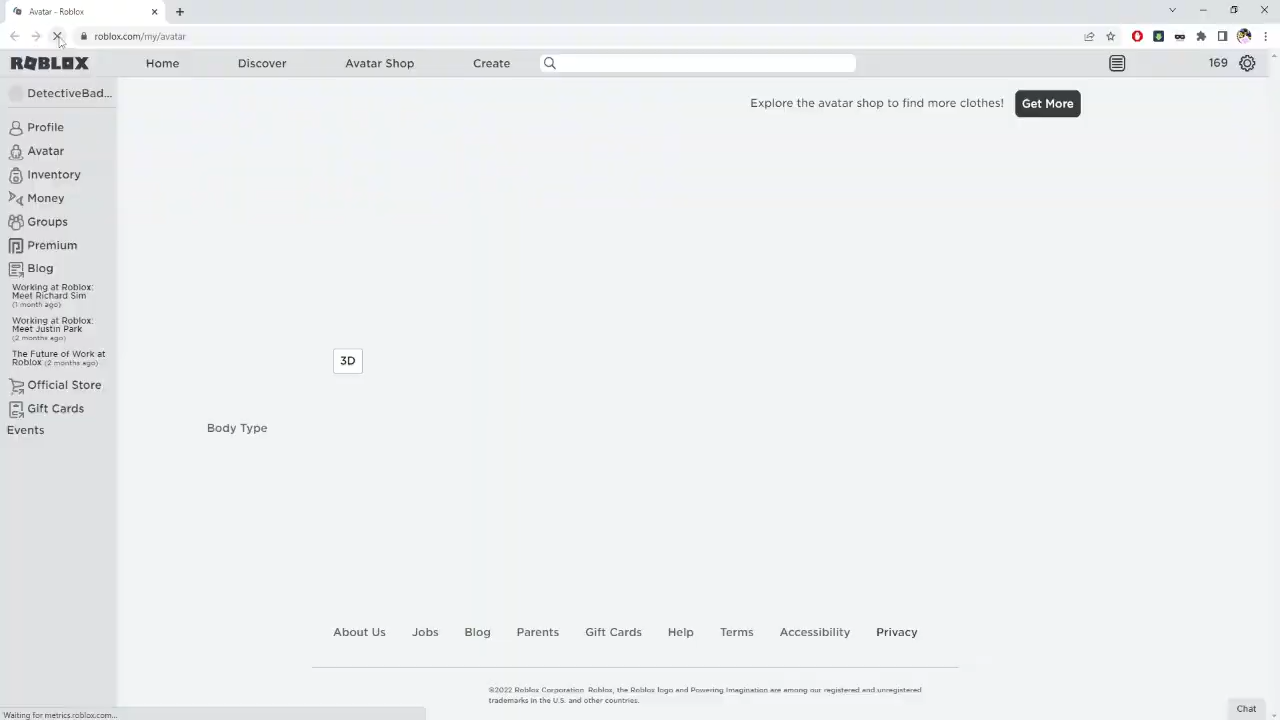 Avatar - Roblox
roblox.com/my/avatar
ROBLOX
Home
Discover
Avatar Shop
Create
169
DetectiveBad...
Explore the avatar shop to find more clothes!
Get More
Profile
Avatar
Inventory
Money
Groups
Premium
Blog
Working at Roblox:
Meet Richard Sim
(1 month ago)
Working at Roblox:
Meet Justin Park
(2 months ago)
The Future of Work at
Roblox (2 months ago)
Official Store
Gift Cards
Events
3D
Body Type
About Us
Jobs
Blog
Parents
Gift Cards
Help
Terms
Accessibility
Privacy
©2022 Roblox Corporation. Roblox, the Roblox logo and Powering Imagination are among our registered and unregistered
trademarks in the U.S. and other countries.
Chat
Waiting for metrics.roblox.com...